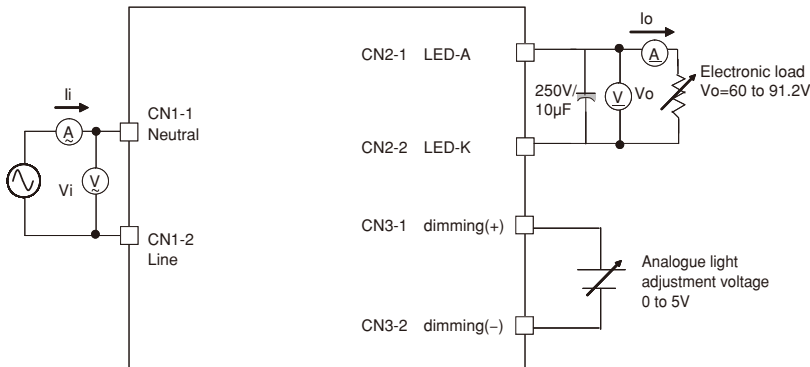 Ii
A
~
Vi
V
~
CN1-1
Neutral
CN1-2
Line
CN2-1 LED-A
CN2-2 LED-K
CN3-1 dimming(+)
CN3-2 dimming(−)
250V/
10µF
V
Vo
Io
A
Electronic load
Vo=60 to 91.2V
Analogue light
adjustment voltage
0 to 5V